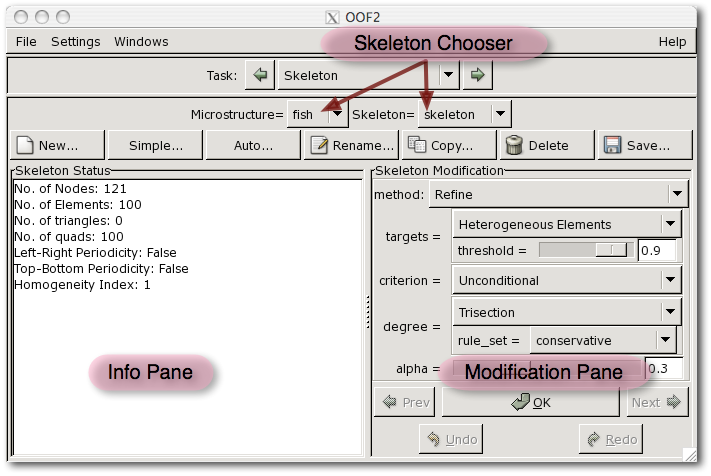 OOF2
File Settings Windows Help
Skeleton Chooser
Task: Skeleton
Microstructure= fish Skeleton= skeleton
New... Simple... Auto... Rename... Copy... Delete Save...
Skeleton Status
No. of Nodes: 121
No. of Elements: 100
No. of triangles: 0
No. of quads: 100
Left-Right Periodicity: False
Top-Bottom Periodicity: False
Homogeneity Index: 1
Info Pane
Skeleton Modification
method: Refine
targets = Heterogeneous Elements
threshold = 0.9
criterion = Unconditional
degree = Trisection
rule_set = conservative
alpha = 0.3
Modification Pane
Prev OK Next
Undo Redo